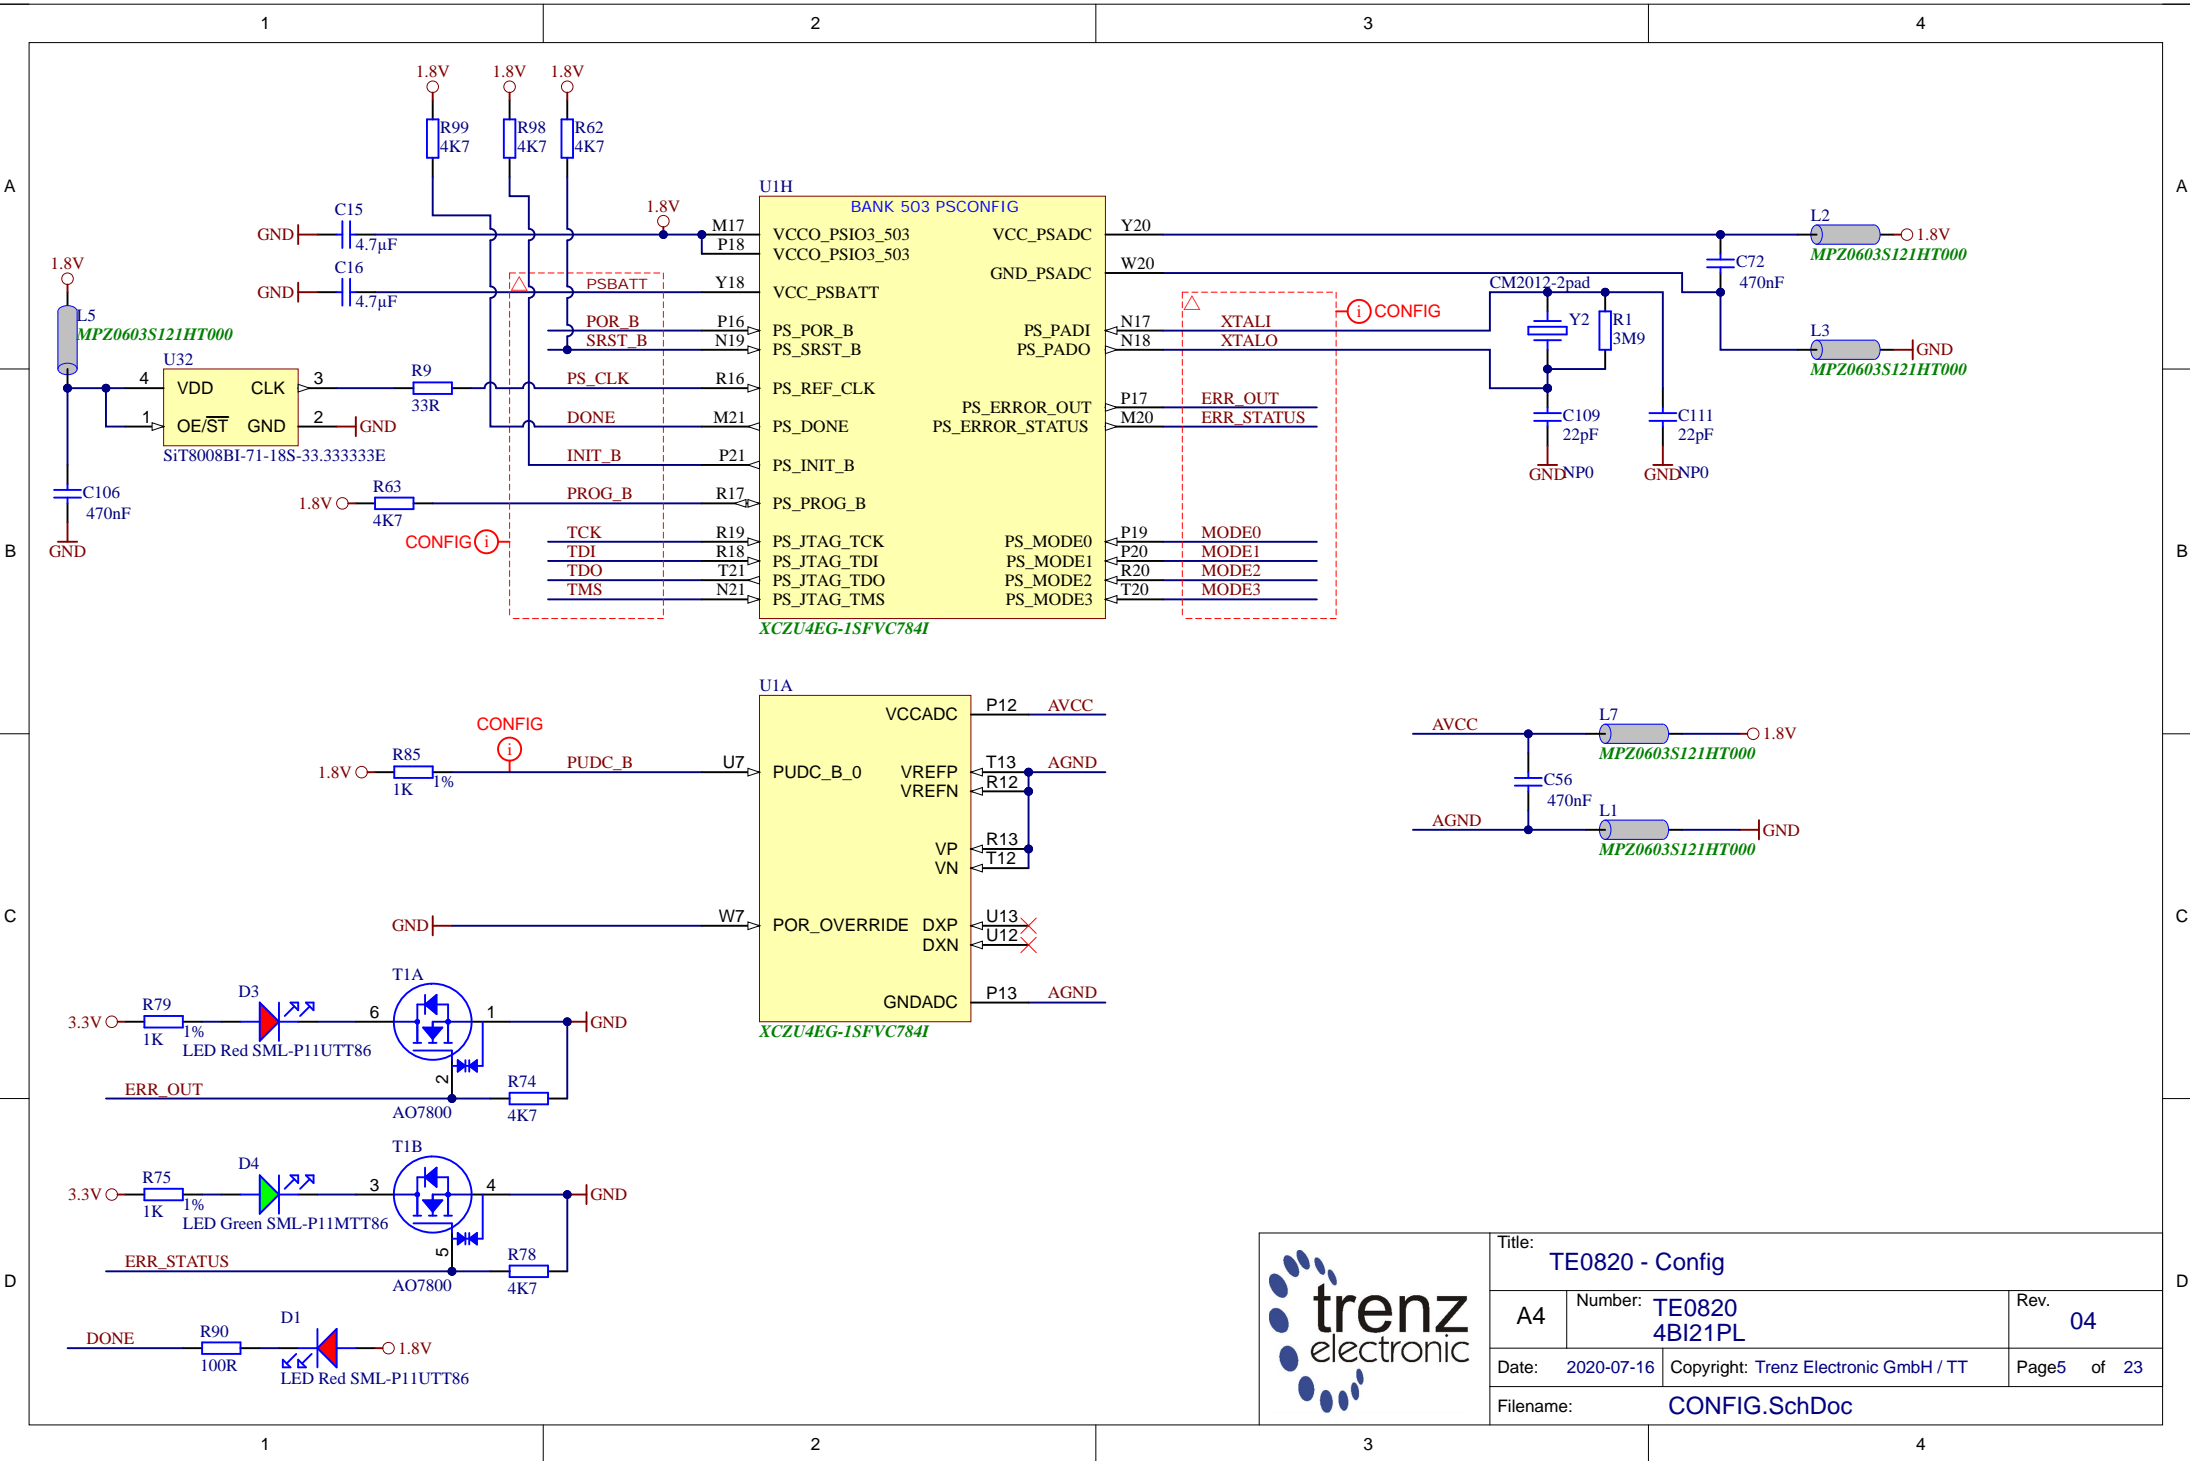 1 2 3 4
A A
B B
C C
D D
1.8V 1.8V 1.8V
R99 R98 R62
4K7 4K7 4K7
C15
GND 4.7µF
1.8V
C16
GND 4.7µF
1.8V
L5
MPZ0603S121HT000
U32
4 VDD CLK 3
1 OE/ST GND 2 GND
SiT8008BI-71-18S-33.333333E
C106
470nF
GND
R9
33R
1.8V R63
4K7
CONFIG i
PSBATT
POR_B
SRST_B
PS_CLK
DONE
INIT_B
PROG_B
TCK
TDI
TDO
TMS
U1H
BANK 503 PSCONFIG
M17 VCCO_PSIO3_503
P18 VCCO_PSIO3_503
Y18 VCC_PSBATT
P16 PS_POR_B
N19 PS_SRST_B
R16 PS_REF_CLK
M21 PS_DONE
P21 PS_INIT_B
R17 PS_PROG_B
R19 PS_JTAG_TCK
R18 PS_JTAG_TDI
T21 PS_JTAG_TDO
N21 PS_JTAG_TMS
VCC_PSADC Y20
GND_PSADC W20
PS_PADI N17 XTALI
PS_PADO N18 XTALO
PS_ERROR_OUT P17 ERR_OUT
PS_ERROR_STATUS M20 ERR_STATUS
PS_MODE0 P19 MODE0
PS_MODE1 P20 MODE1
PS_MODE2 R20 MODE2
PS_MODE3 T20 MODE3
XCZU4EG-1SFVC784I
i CONFIG
CM2012-2pad
Y2 R1
3M9
C109
22pF
GND NP0
C111
22pF
GND NP0
L2
1.8V
MPZ0603S121HT000
C72
470nF
L3
GND
MPZ0603S121HT000
U1A
CONFIG
i
1.8V R85
1K 1%
PUDC_B U7 PUDC_B_0
GND W7 POR_OVERRIDE
VCCADC P12 AVCC
VREFP T13 AGND
VREFN R12
VP R13
VN T12
DXP U13
DXN U12
GNDADC P13 AGND
XCZU4EG-1SFVC784I
AVCC L7 1.8V
MPZ0603S121HT000
C56
470nF
AGND L1 GND
MPZ0603S121HT000
T1A
3.3V R79 D3 6 1 GND
1K 1%
LED Red SML-P11UTT86
2
ERR_OUT R74
AO7800 4K7
T1B
3.3V R75 D4 3 4 GND
1K 1%
LED Green SML-P11MTT86
5
ERR_STATUS R78
AO7800 4K7
DONE R90 D1 1.8V
100R
LED Red SML-P11UTT86
trenz
electronic
Title:
TE0820 - Config
A4 Number: TE0820
4BI21PL
Rev.
04
Date: 2020-07-16 Copyright: Trenz Electronic GmbH / TT Page5 of 23
Filename: CONFIG.SchDoc
1 2 3 4